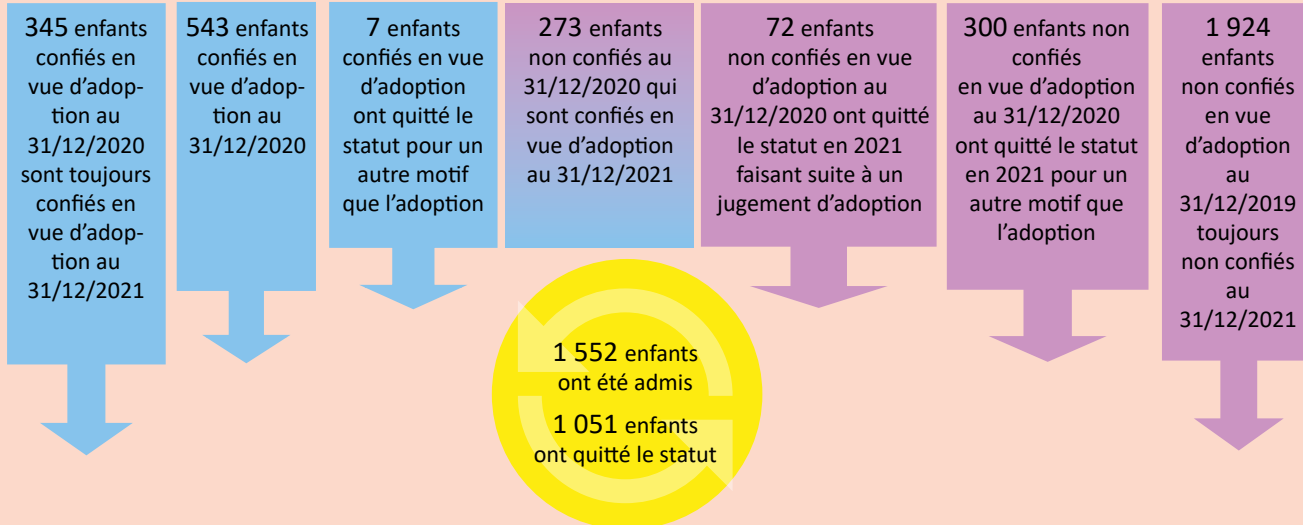 345 enfants
confiés en
vue d’adop-
tion au
31/12/2020
sont toujours
confiés en
vue d’adop-
tion au
31/12/2021
543 enfants
confiés en
vue d’adop-
tion au
31/12/2020
7 enfants
confiés en vue
d’adoption
ont quitté le
statut pour un
autre motif
que l’adoption
273 enfants
non confiés au
31/12/2020 qui
sont confiés en
vue d’adoption
au 31/12/2021
72 enfants
non confiés en vue
d’adoption au
31/12/2020 ont quitté
le statut en 2021
faisant suite à un
jugement d’adoption
300 enfants non
confiés
en vue d’adoption
au 31/12/2020
ont quitté le statut
en 2021 pour un
autre motif que
l’adoption
1 924
enfants
non confiés
en vue
d’adoption
au
31/12/2019
toujours
non confiés
au
31/12/2021
1 552 enfants
ont été admis
1 051 enfants
ont quitté le statut